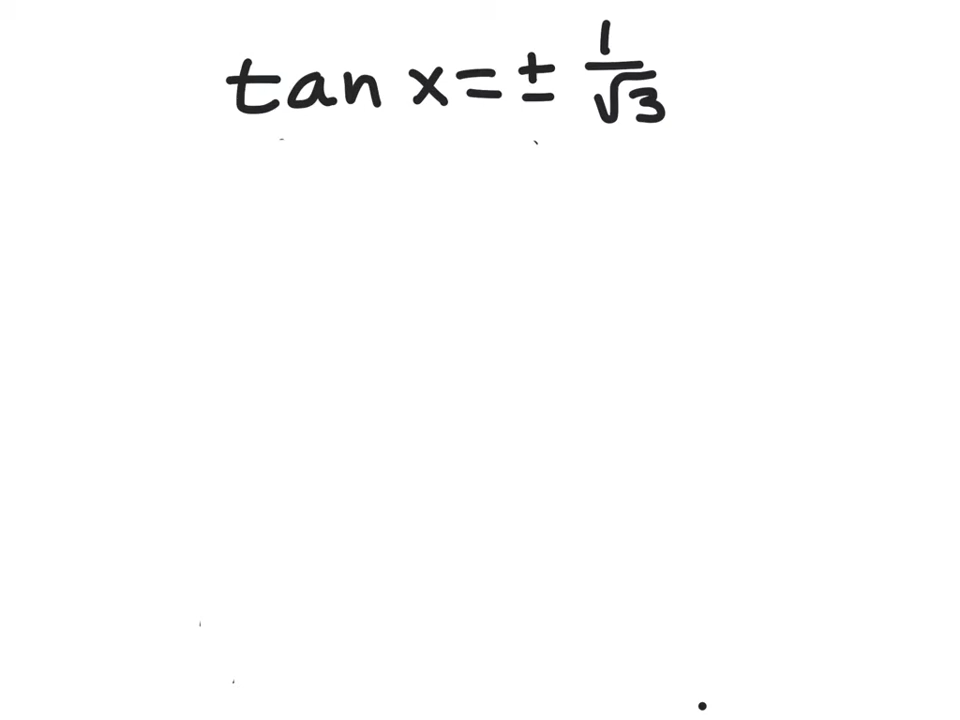 tan x = ± 1/√3